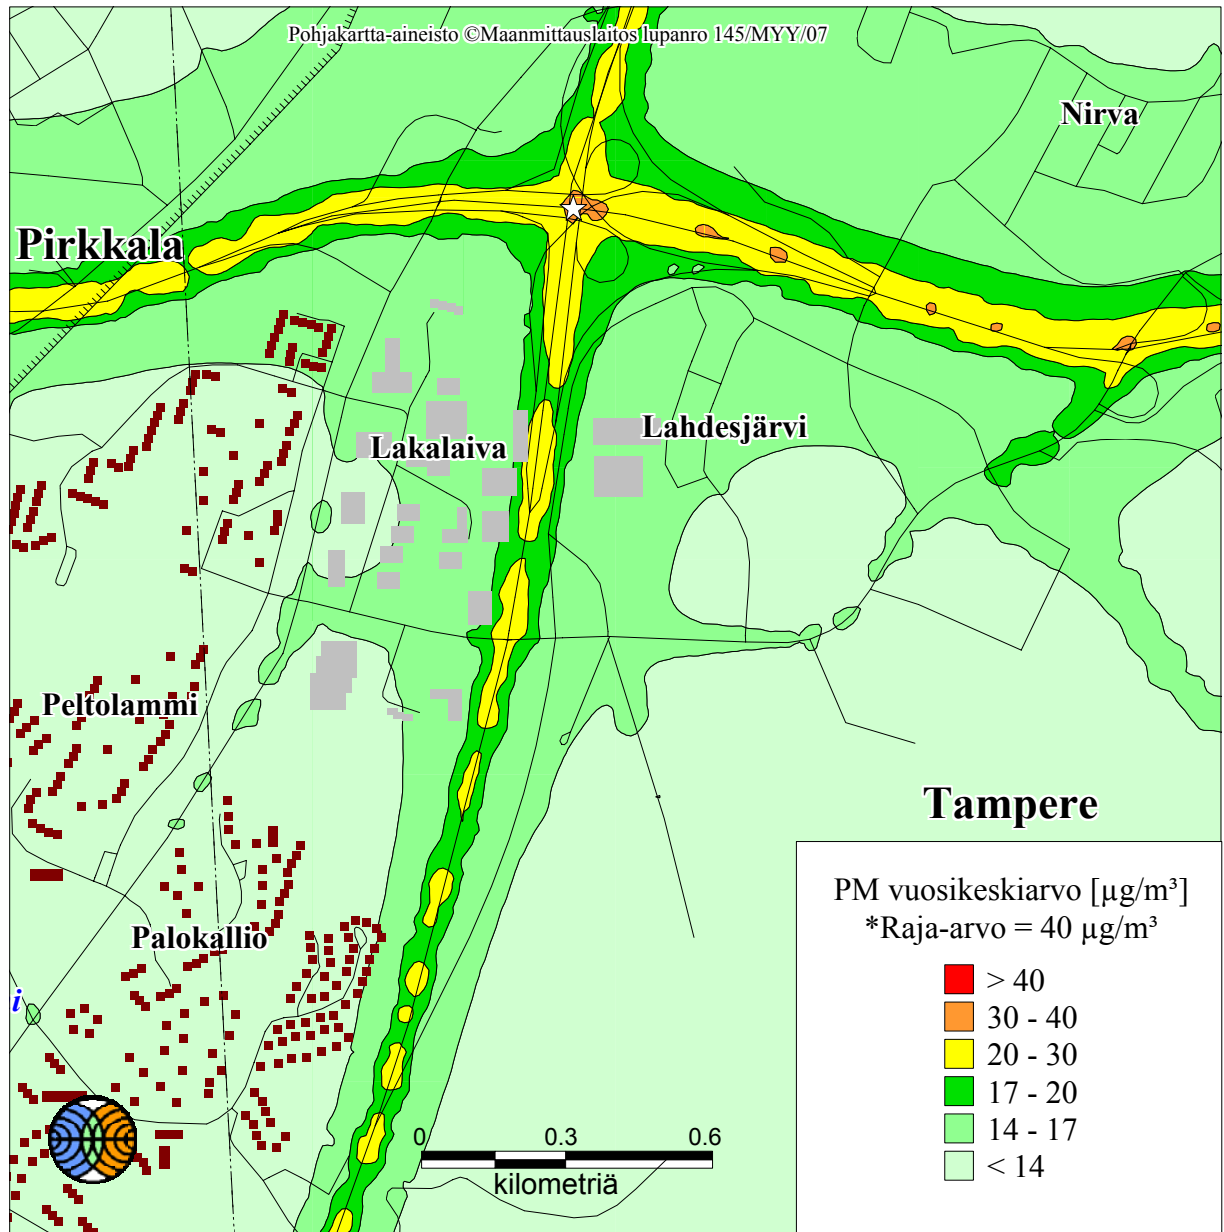 Pohjakartta-aineisto ©Maanmittauslaitos lupanro 145/MYY/07
Nirva
Pirkkala
Lahdesjärvi
Lakalaiva
Peltolammi
Tampere
PM vuosikeskiarvo [µg/m³]
*Raja-arvo = 40 µg/m³
> 40
30 - 40
20 - 30
17 - 20
14 - 17
< 14
Palokallio
i
0 0.3 0.6
kilometriä